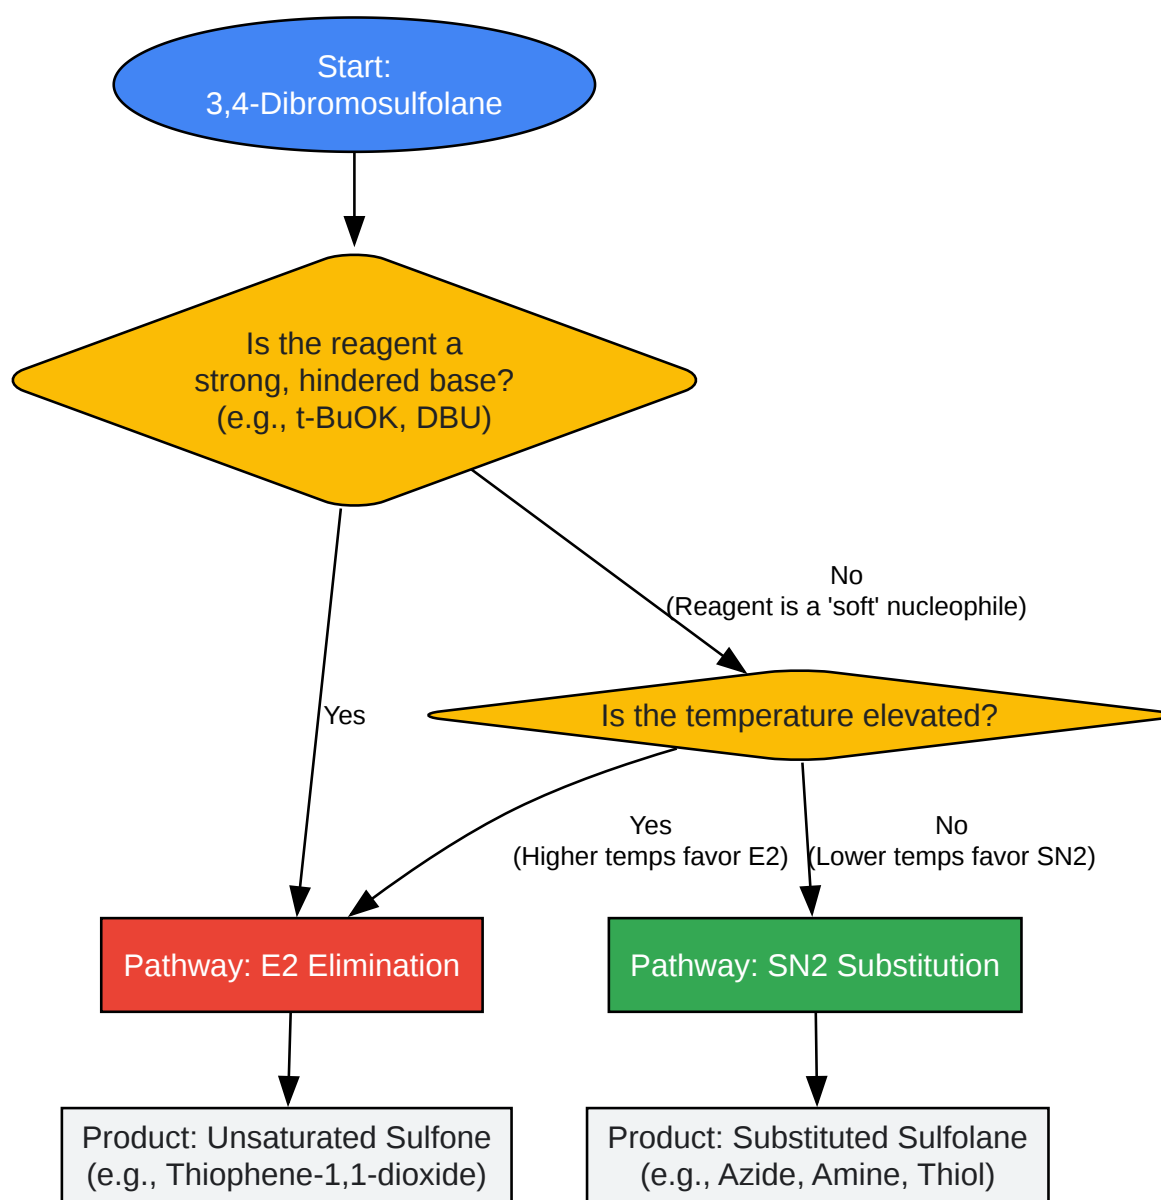 Start:
3,4-Dibromosulfolane
Is the reagent a
strong, hindered base?
(e.g., t-BuOK, DBU)
No
(Reagent is a 'soft' nucleophile)
Yes
Is the temperature elevated?
Yes
(Higher temps favor E2)
No
(Lower temps favor SN2)
Pathway: E2 Elimination
Pathway: SN2 Substitution
Product: Unsaturated Sulfone
(e.g., Thiophene-1,1-dioxide)
Product: Substituted Sulfolane
(e.g., Azide, Amine, Thiol)